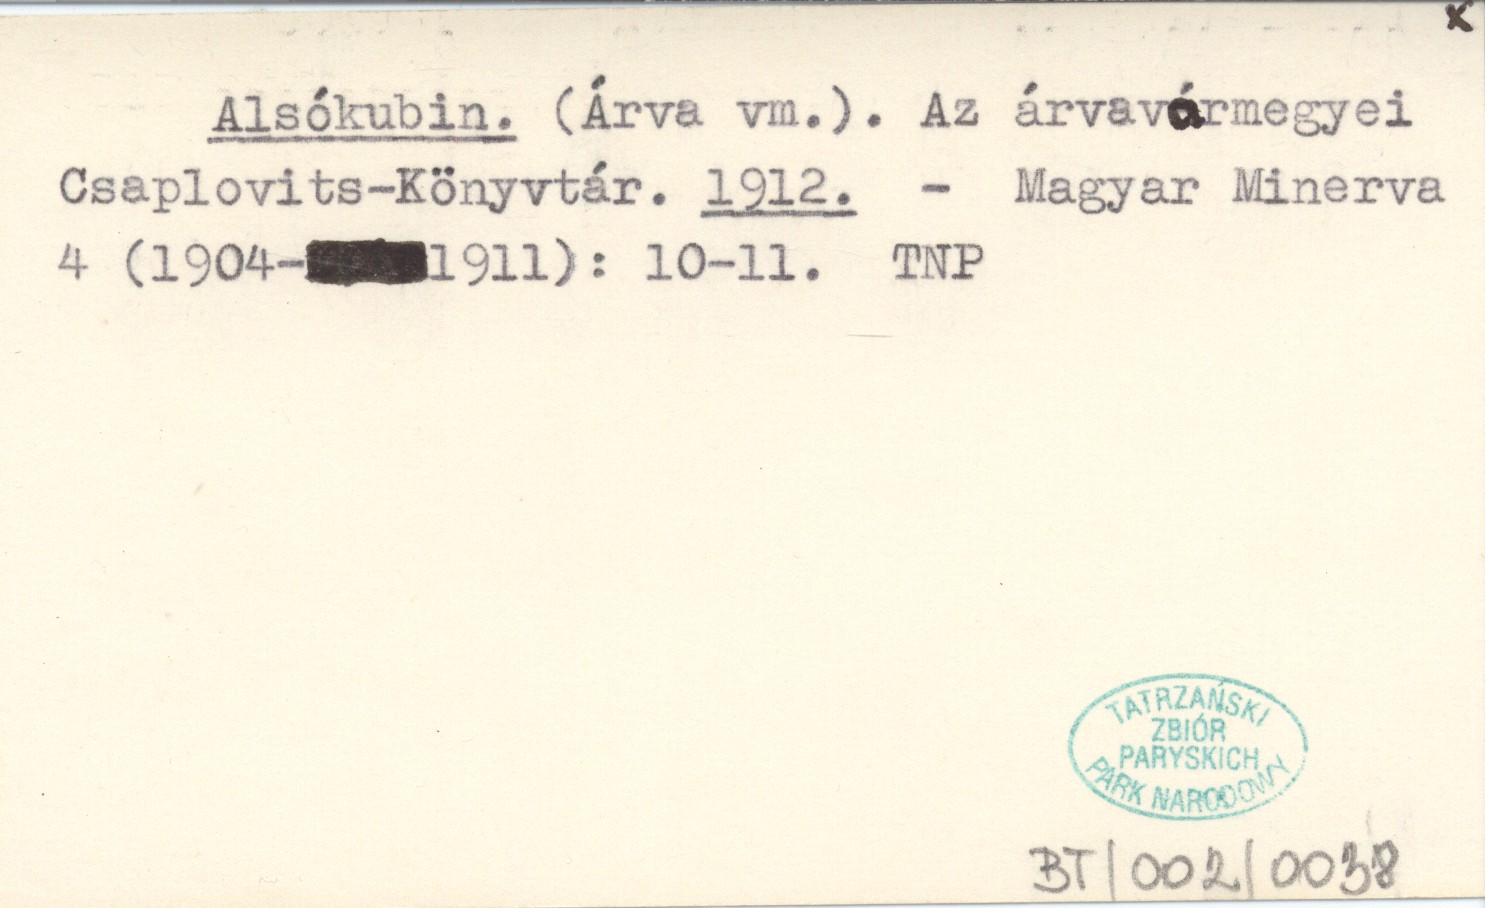 x
Alsókubin. (Árva vm.). Az árvavármegyei
Csaplovits-Könyvtár. 1912. - Magyar Minerva
4 (1904-1911): 10-11. TNP
TATRZAŃSKI
ZBIÓR
PARYSKICH
PARK NARODOWY
BT/002/0038